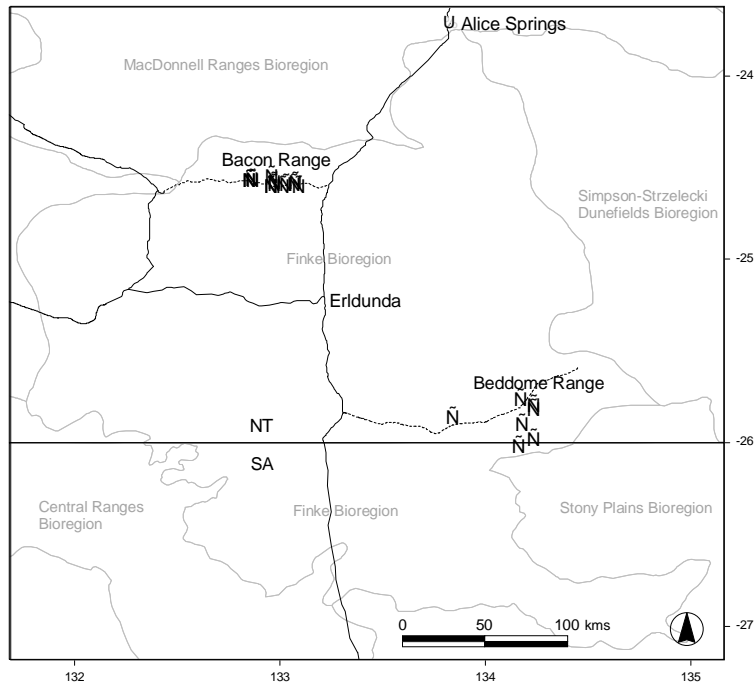 U Alice Springs
-24
MacDonnell Ranges Bioregion
Bacon Range
Ñ Ñ Ñ Ñ Ñ
Simpson-Strzelecki
Dunefields Bioregion
-25
Finke Bioregion
Erldunda
Beddome Range
Ñ Ñ Ñ
Ñ
NT
-26
Ñ Ñ
SA
Central Ranges
Bioregion
Finke Bioregion
Stony Plains Bioregion
0 50 100 kms
-27
132 133 134 135